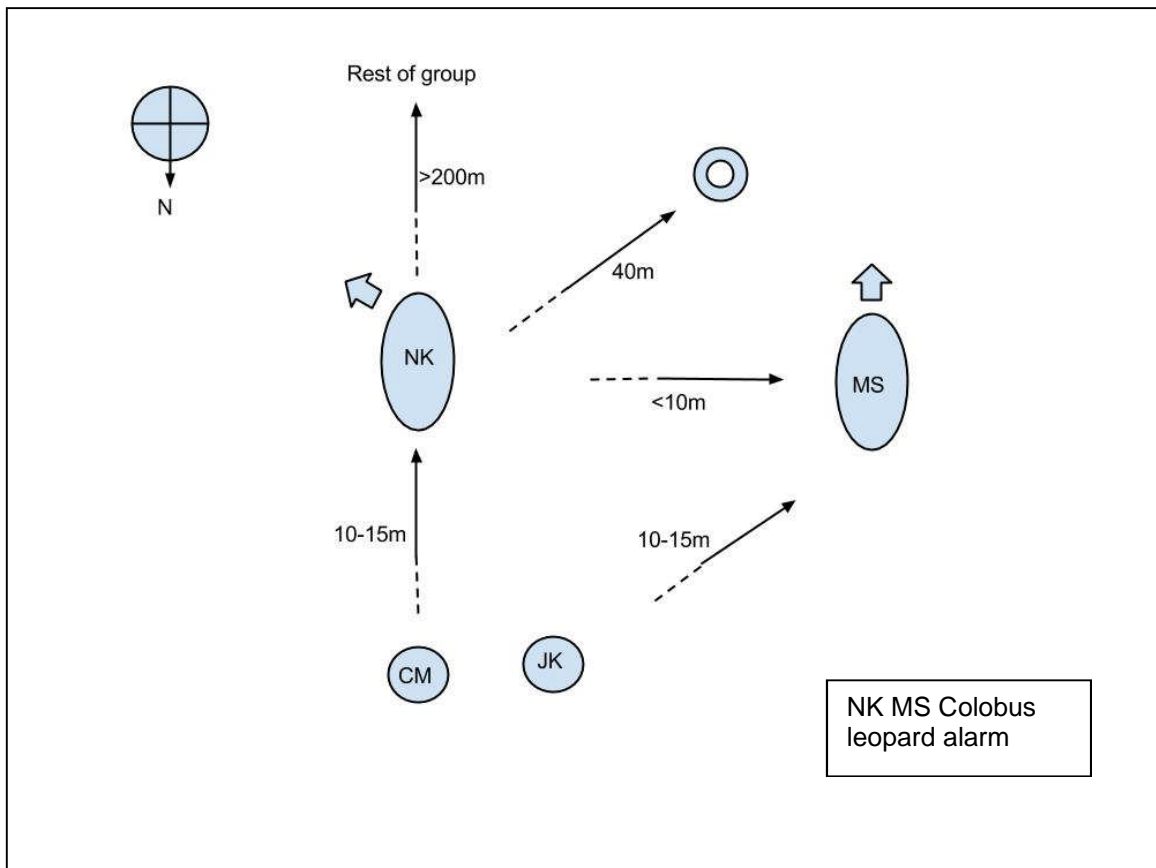 Rest of group
>200m
N
40m
NK
MS
<10m
10-15m
10-15m
CM
JK
NK MS Colobus
leopard alarm